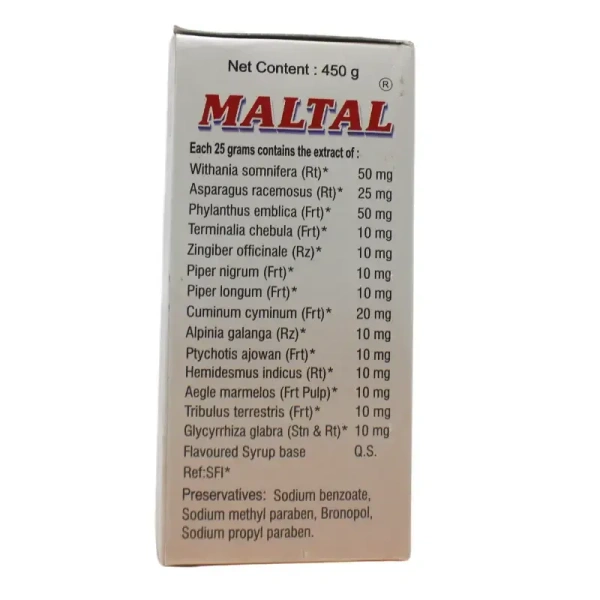 Net Content : 450 g
MALTAL®
Each 25 grams contains the extract of :
Withania somnifera (Rt)* 50 mg
Asparagus racemosus (Rt)* 25 mg
Phylanthus emblica (Frt)* 50 mg
Terminalia chebula (Frt)* 10 mg
Zingiber officinale (Rz)* 10 mg
Piper nigrum (Frt)* 10 mg
Piper longum (Frt)* 10 mg
Cuminum cyminum (Frt)* 20 mg
Alpinia galanga (Rz)* 10 mg
Ptychotis ajowan (Frt)* 10 mg
Hemidesmus indicus (Rt)* 10 mg
Aegle marmelos (Frt Pulp)* 10 mg
Tribulus terrestris (Frt)* 10 mg
Glycyrrhiza glabra (Stn & Rt)* 10 mg
Flavoured Syrup base Q.S.
Ref:SFI*
Preservatives: Sodium benzoate,
Sodium methyl paraben, Bronopol,
Sodium propyl paraben.